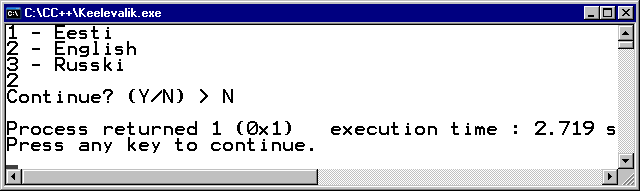 C:\CC++\Keelevalik.exe
1 - Eesti
2 - English
3 - Russki
2
Continue? (Y/N) > N
Process returned 1 (0x1)   execution time : 2.719 s
Press any key to continue.